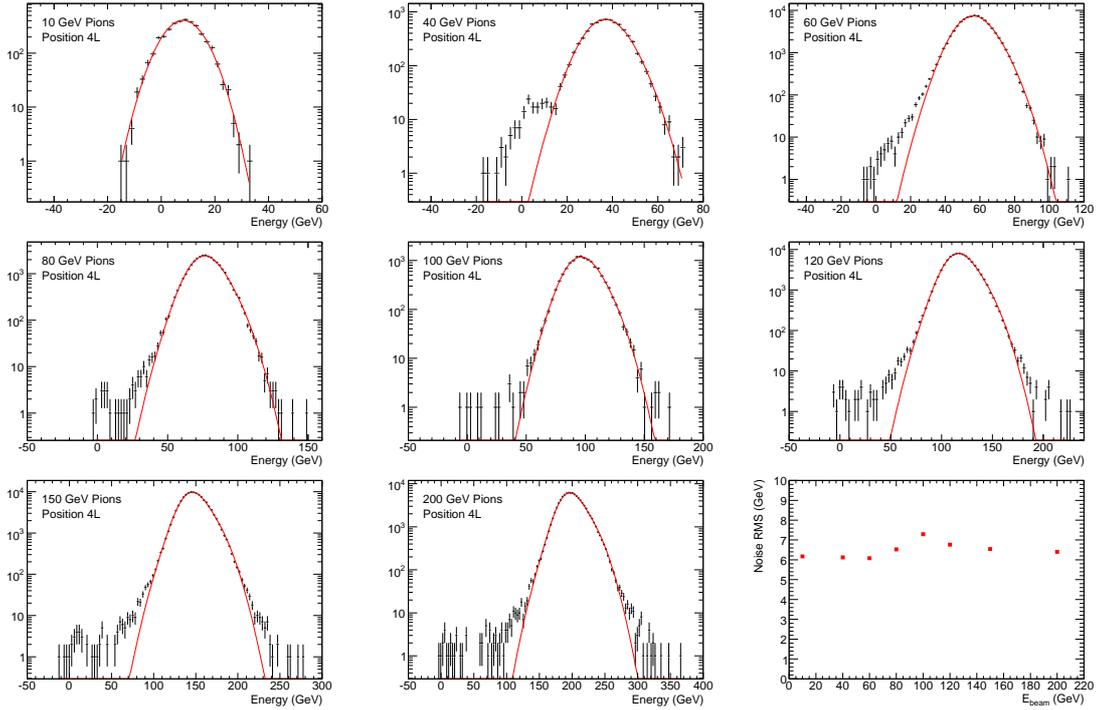 10 GeV Pions
Position 4L
10²
10
1
-40 -20 0 20 40 60
Energy (GeV)
40 GeV Pions
Position 4L
10³
10²
10
1
-40 -20 0 20 40 60 80
Energy (GeV)
60 GeV Pions
Position 4L
10⁴
10³
10²
10
1
-40 -20 0 20 40 60 80 100 120
Energy (GeV)
80 GeV Pions
Position 4L
10³
10²
10
1
-50 0 50 100 150
Energy (GeV)
100 GeV Pions
Position 4L
10³
10²
10
1
-50 0 50 100 150 200
Energy (GeV)
120 GeV Pions
Position 4L
10⁴
10³
10²
10
1
-50 0 50 100 150 200
Energy (GeV)
150 GeV Pions
Position 4L
10⁴
10³
10²
10
1
-50 0 50 100 150 200 250 300
Energy (GeV)
200 GeV Pions
Position 4L
10⁴
10³
10²
10
1
-50 0 50 100 150 200 250 300 350 400
Energy (GeV)
Noise RMS (GeV)
10
9
8
7
6
5
4
3
2
1
0
0 20 40 60 80 100 120 140 160 180 200 220
E_beam (GeV)